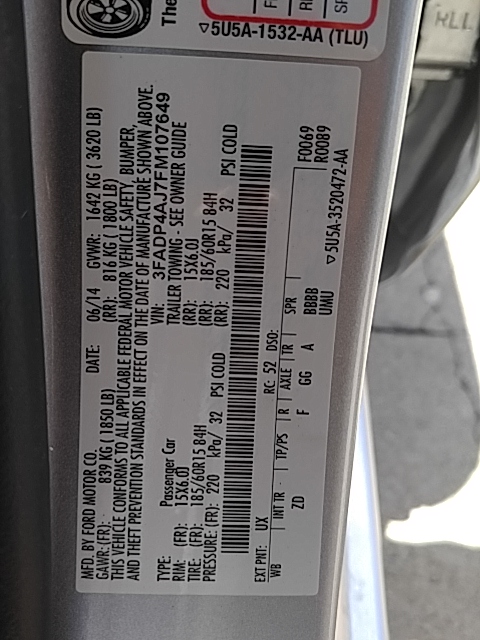 The
▽5U5A-1532-AA (TLU)
MFD. BY FORD MOTOR CO.
DATE: 06/14 GVWR: 1642 KG ( 3620 LB)
GAWR: (FR): 839 KG ( 1850 LB) (RR): 816 KG ( 1800 LB)
THIS VEHICLE CONFORMS TO ALL APPLICABLE FEDERAL MOTOR VEHICLE SAFETY, BUMPER,
AND THEFT PREVENTION STANDARDS IN EFFECT ON THE DATE OF MANUFACTURE SHOWN ABOVE.
VIN: 3FADP4AJ7FM107649
TYPE: Passenger Car TRAILER TOWING - SEE OWNER GUIDE
RIM: (FR): 15X6.0J (RR): 15X6.0J
TIRE: (FR): 185/60R15 84H (RR): 185/60R15 84H
PRESSURE: (FR): 220 kPa/ 32 PSI COLD (RR): 220 kPa/ 32 PSI COLD
EXT PNT: UX RC: 52 DSO: F0069
R0089
WB INT TR TP/PS R AXLE TR SPR
ZD F GG A BBBB
UMU
▽5U5A-3520472-AA